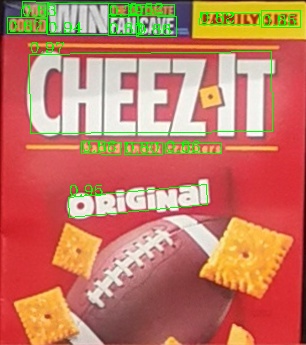 YOU COULD WIN THE ULTIMATE FAN CAVE
FAMILY SIZE
CHEEZ-IT
baked snack crackers
ORIGINAL